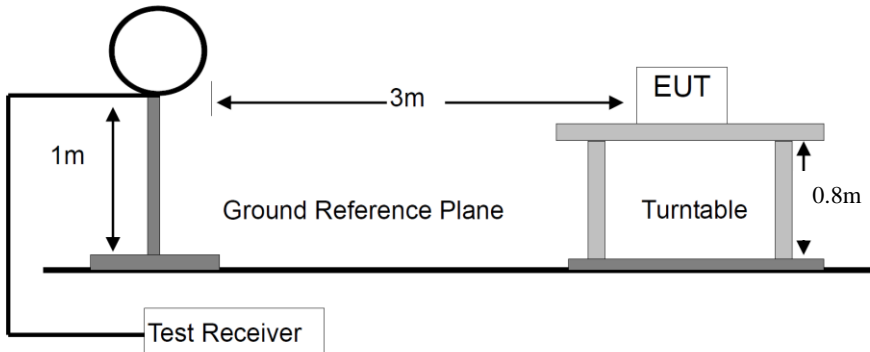 EUT
3m
1m
0.8m
Ground Reference Plane
Turntable
Test Receiver